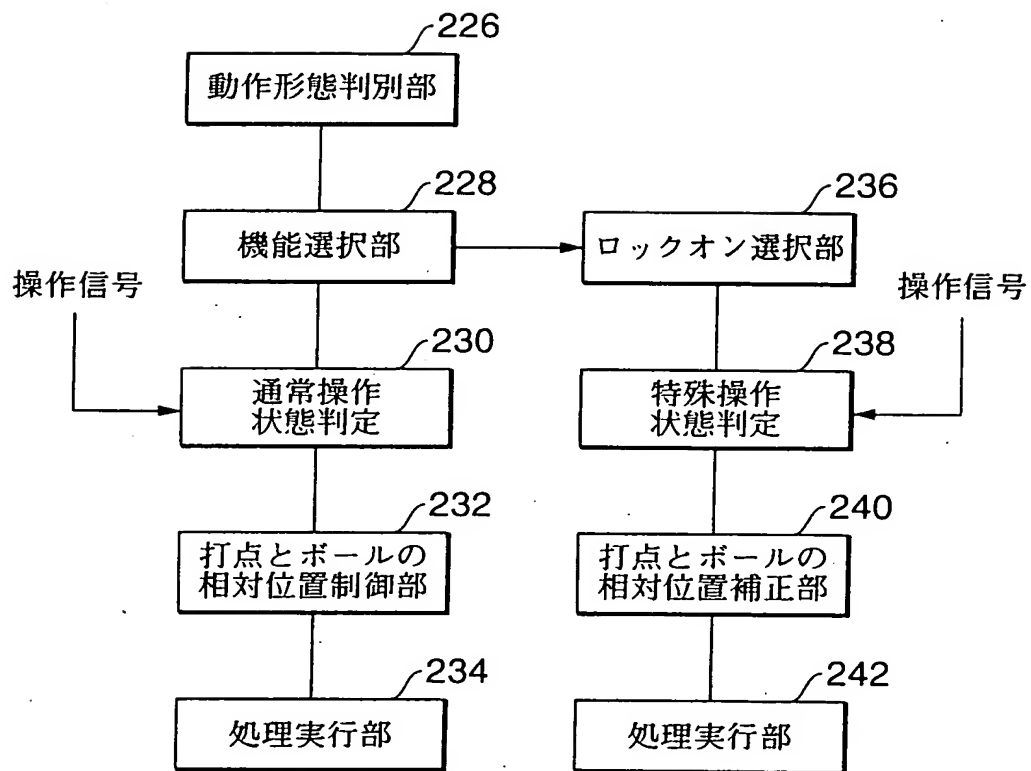 226
動作形態判別部
228
機能選択部
236
ロックオン選択部
操作信号
操作信号
230
通常操作
状態判定
238
特殊操作
状態判定
232
打点とボールの
相対位置制御部
240
打点とボールの
相対位置補正部
234
処理実行部
242
処理実行部